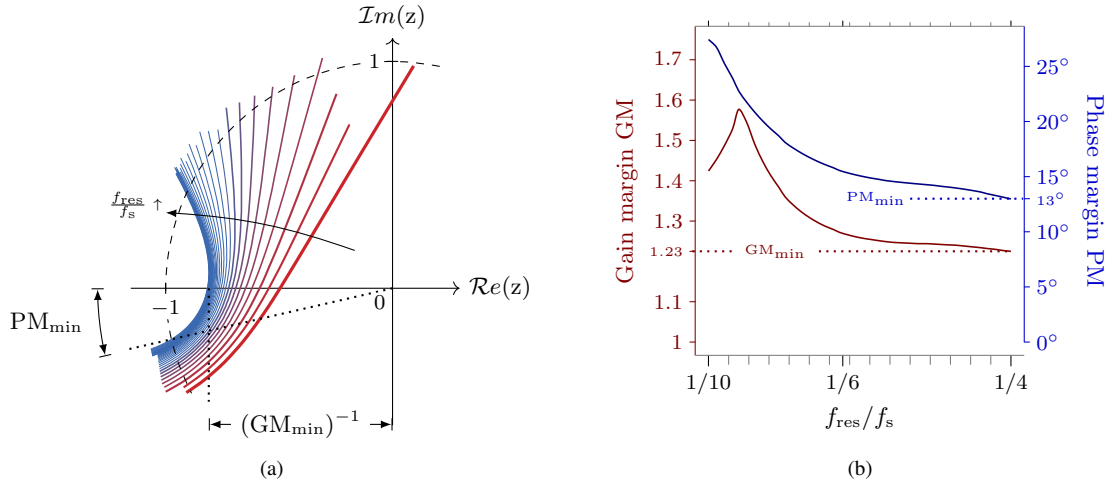 Im(z)
1
f_res/f_s ↑
−1
0
Re(z)
PM_min
(GM_min)^−1
(a)
Gain margin GM
1.7
1.6
1.5
1.4
1.3
1.23
1.2
1.1
1
PM_min
GM_min
25°
20°
15°
13°
10°
5°
0°
Phase margin PM
1/10
1/6
1/4
f_res/f_s
(b)